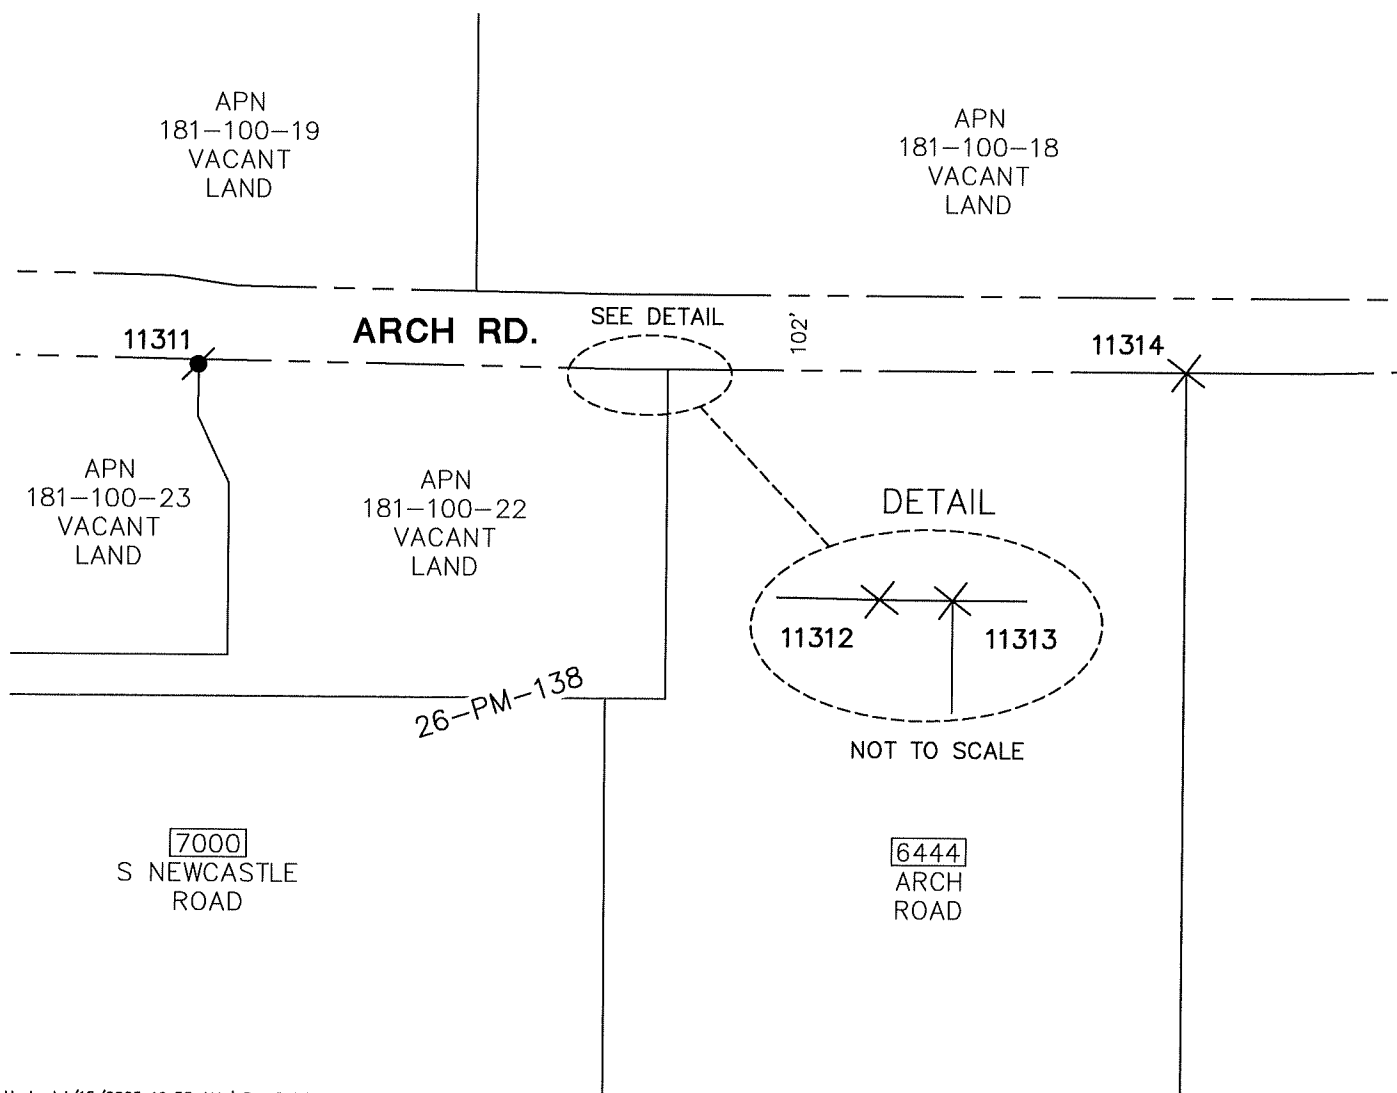 APN
181-100-19
VACANT
LAND
APN
181-100-18
VACANT
LAND
SEE DETAIL
ARCH RD.
102'
11311
11314
APN
181-100-23
VACANT
LAND
APN
181-100-22
VACANT
LAND
DETAIL
11312
11313
26-PM-138
NOT TO SCALE
7000
S NEWCASTLE
ROAD
6444
ARCH
ROAD